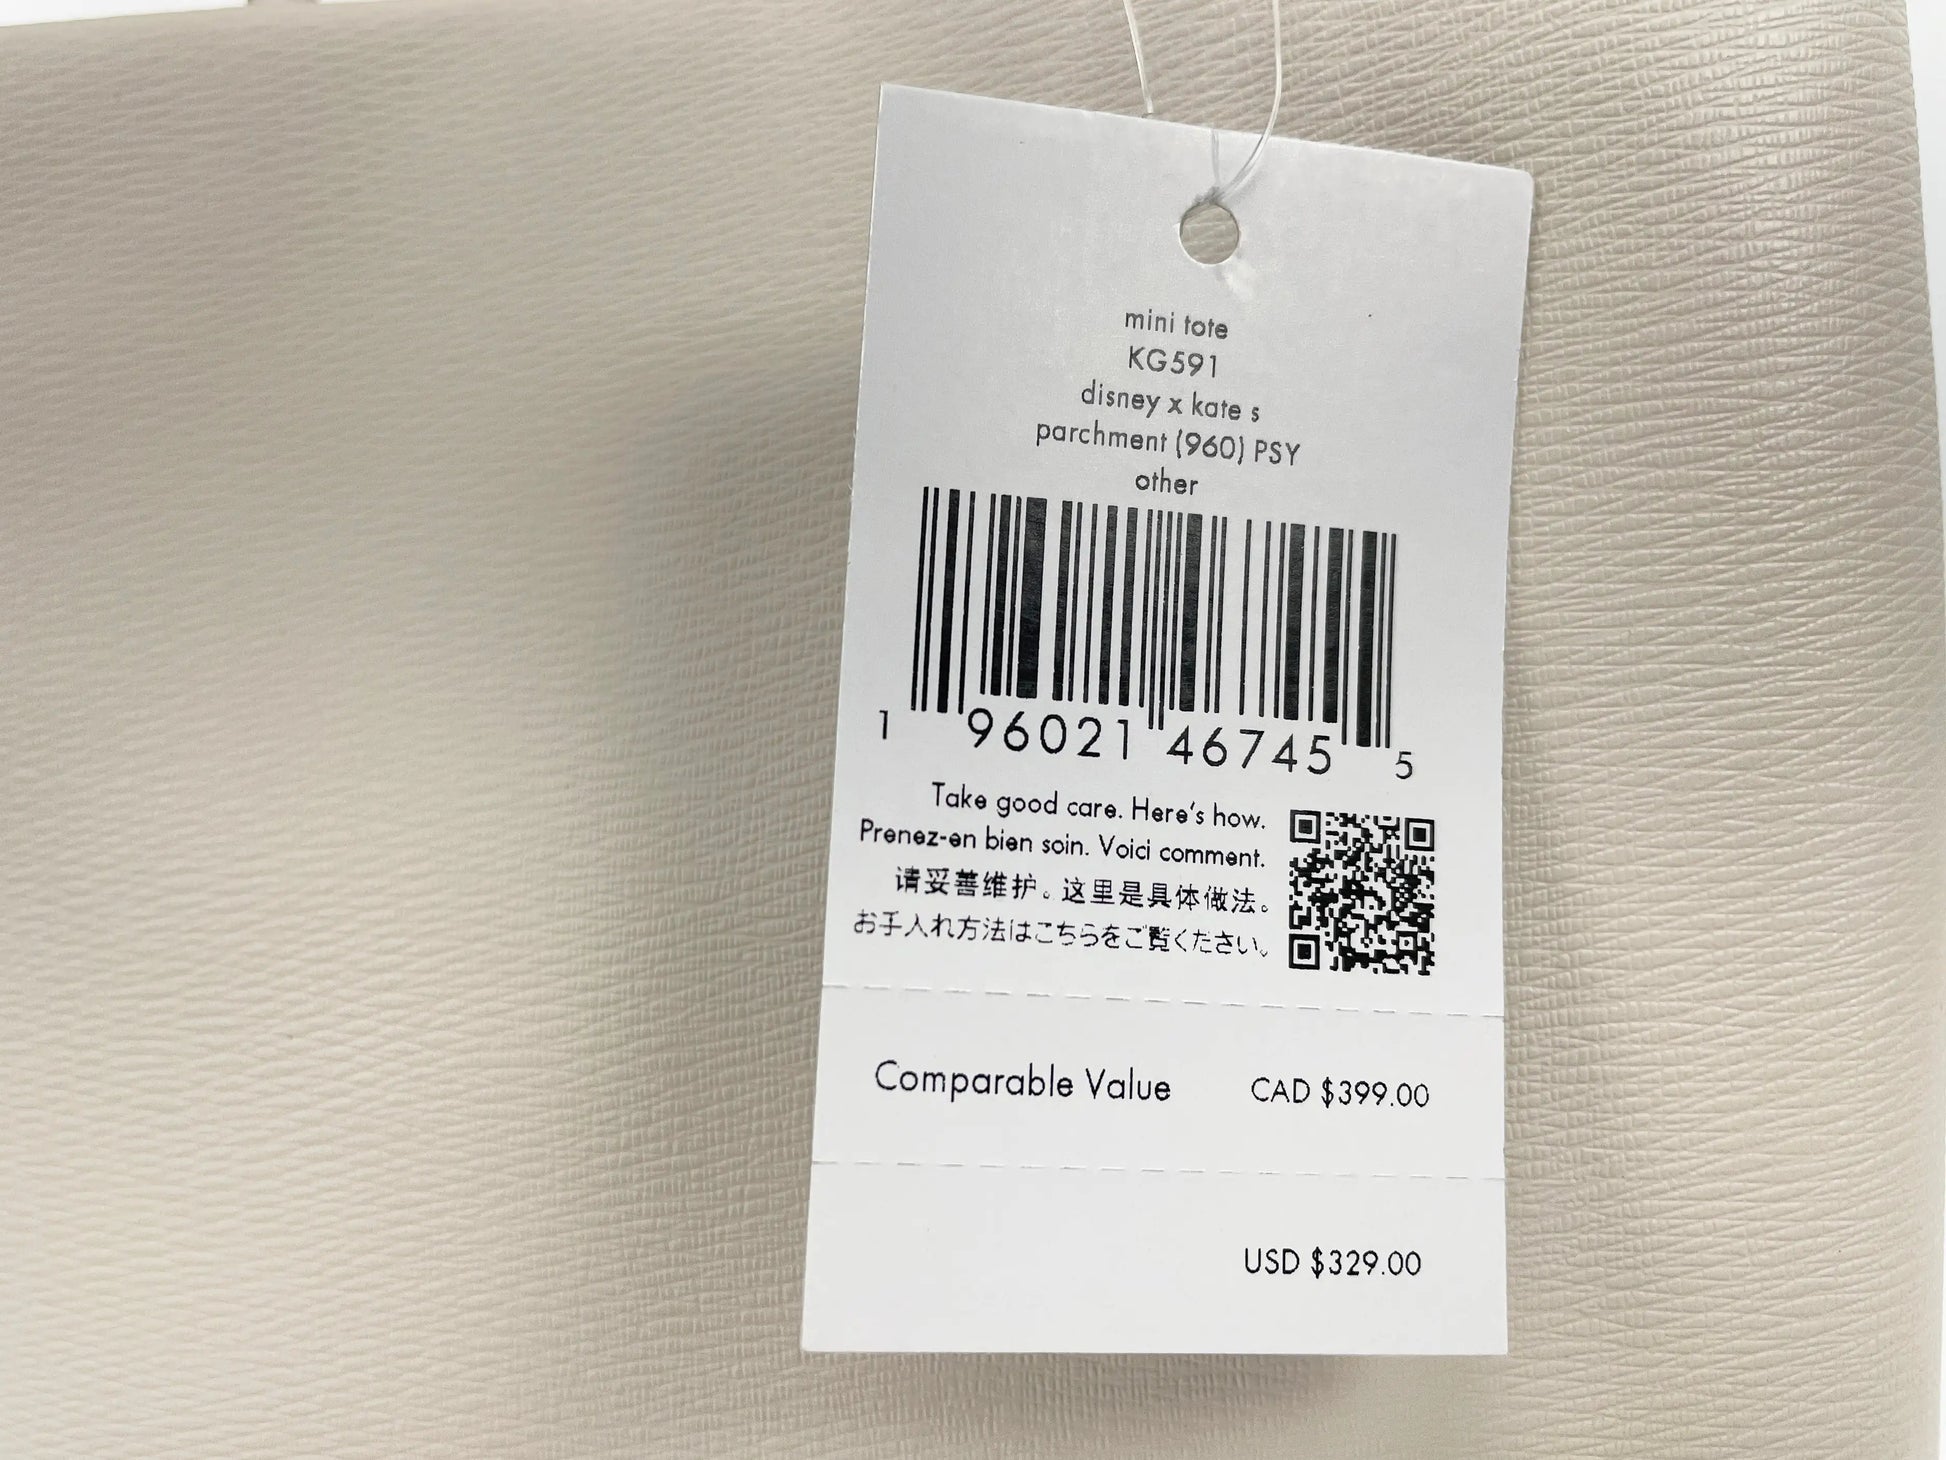 mini tote
KG591
disney x kate s
parchment (960) PSY
other
1 96021 46745 5
Take good care. Here's how.
Prenez-en bien soin. Voici comment.
请妥善维护。这里是具体做法。
お手入れ方法はこちらをご覧ください。
Comparable Value CAD $399.00
USD $329.00